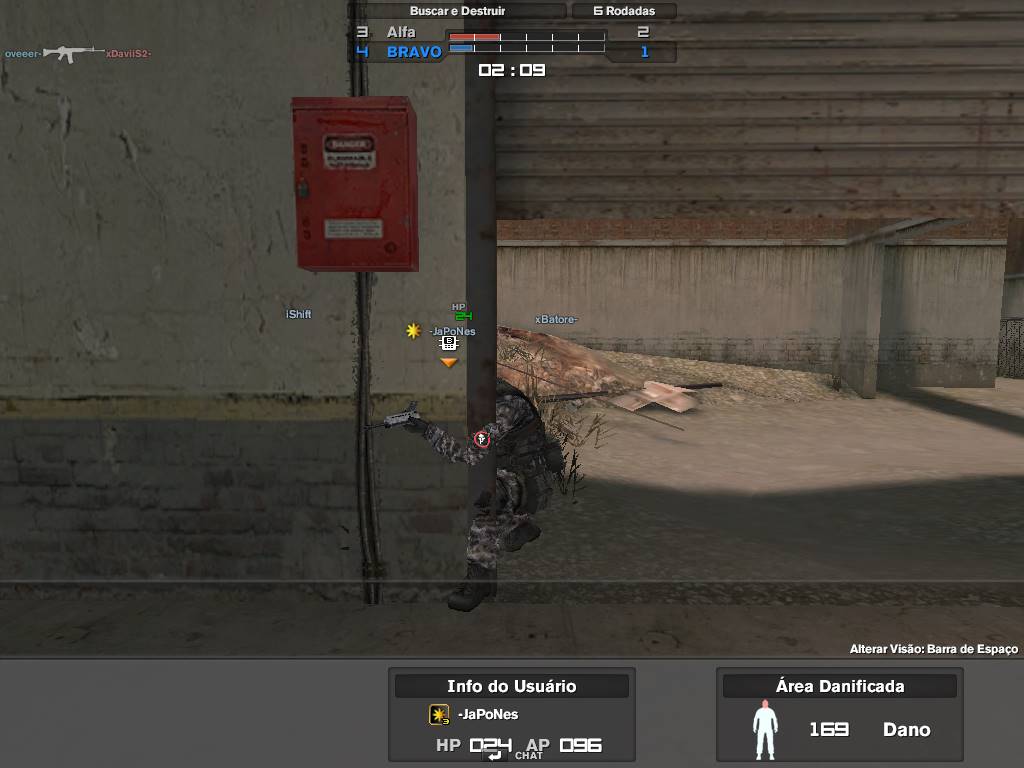 Buscar e Destruir 6 Rodadas
3 Alfa 2
4 BRAVO 1
02 : 09
oveeer- xDaviiS2-
DANGER
HP
24
iShift
-JaPoNes
xBatore-
B
Alterar Visão: Barra de Espaço
Info do Usuário
3 -JaPoNes
HP 024 AP 096
CHAT
Área Danificada
169 Dano